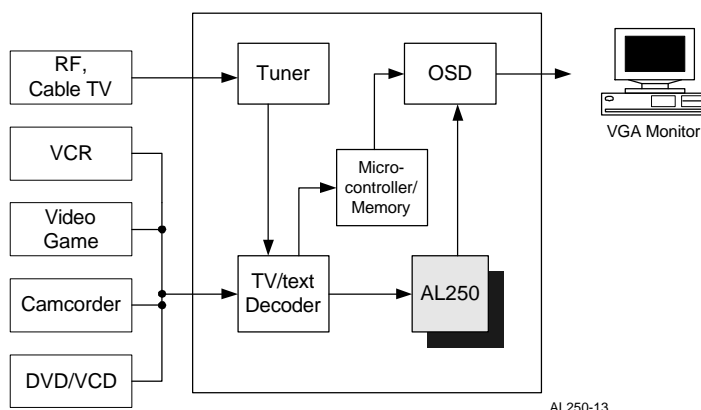 RF,
Cable TV
Tuner
OSD
VGA Monitor
VCR
Micro-
controller/
Memory
Video
Game
TV/text
Decoder
AL250
Camcorder
DVD/VCD
AL250-13